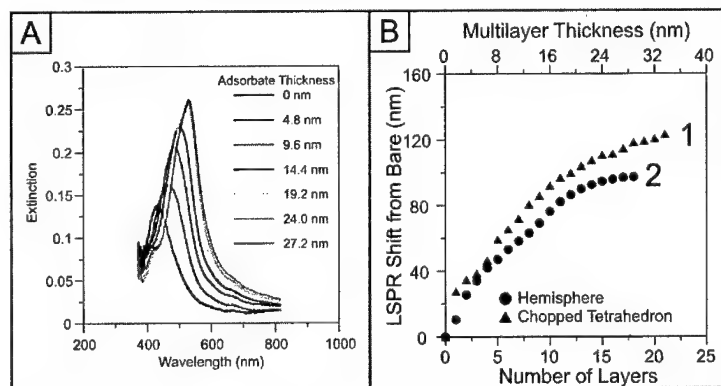 A
Extinction
0.3
0.25
0.2
0.15
0.1
0.05
0
Adsorbate Thickness
0 nm
4.8 nm
9.6 nm
14.4 nm
19.2 nm
24.0 nm
27.2 nm
200 400 600 800 1000
Wavelength (nm)
B
Multilayer Thickness (nm)
0 8 16 24 32 40
LSPR Shift from Bare (nm)
160
120
80
40
0
1
2
Hemisphere
Chopped Tetrahedron
0 5 10 15 20 25
Number of Layers